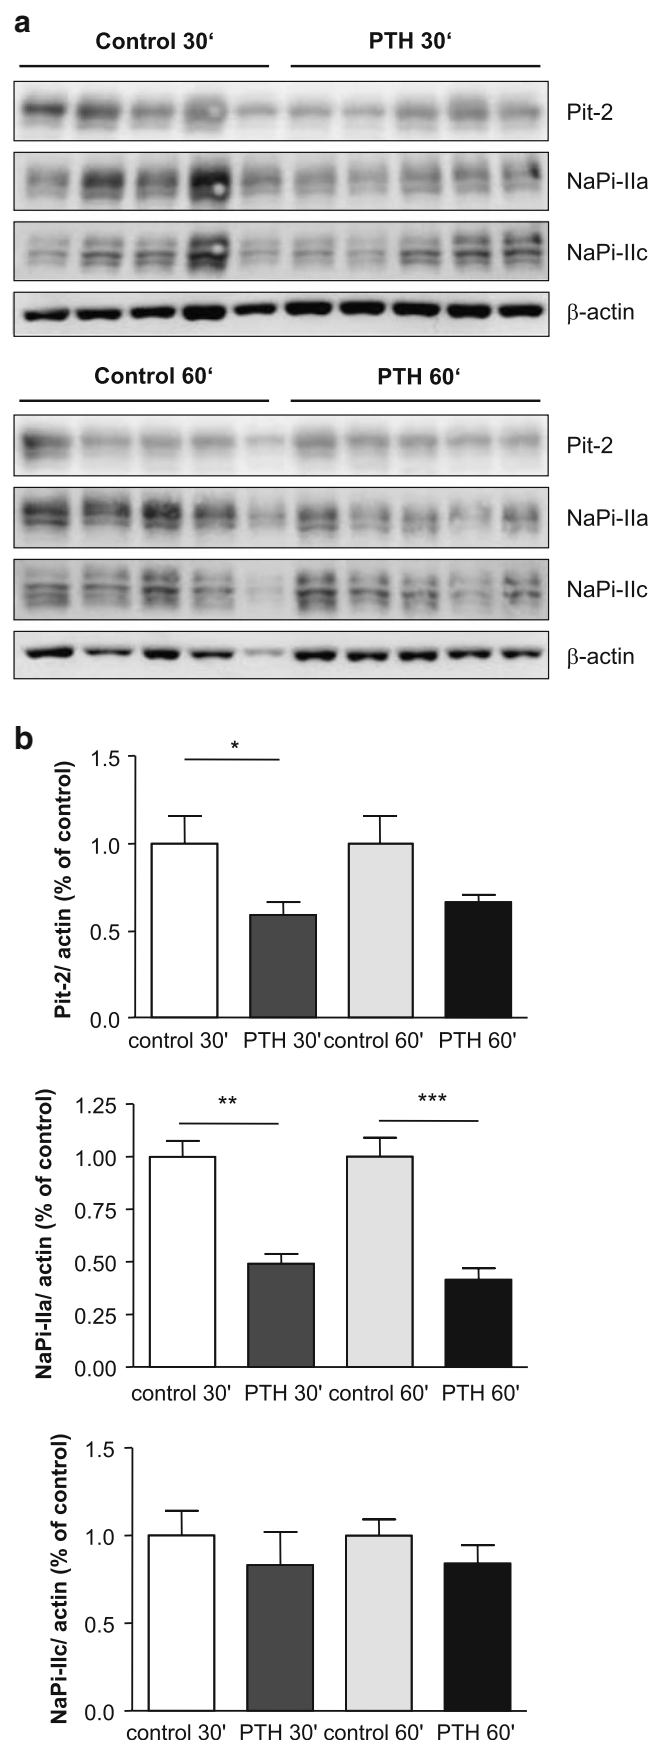 a
Control 30‘ PTH 30‘
Pit-2
NaPi-IIa
NaPi-IIc
β-actin
Control 60‘ PTH 60‘
Pit-2
NaPi-IIa
NaPi-IIc
β-actin
b
Pit-2/ actin (% of control)
1.5
1.0
0.5
0.0
*
control 30' PTH 30' control 60' PTH 60'
NaPi-IIa/ actin (% of control)
1.25
1.00
0.75
0.50
0.25
0.00
** ***
control 30' PTH 30' control 60' PTH 60'
NaPi-IIc/ actin (% of control)
1.5
1.0
0.5
0.0
control 30' PTH 30' control 60' PTH 60'